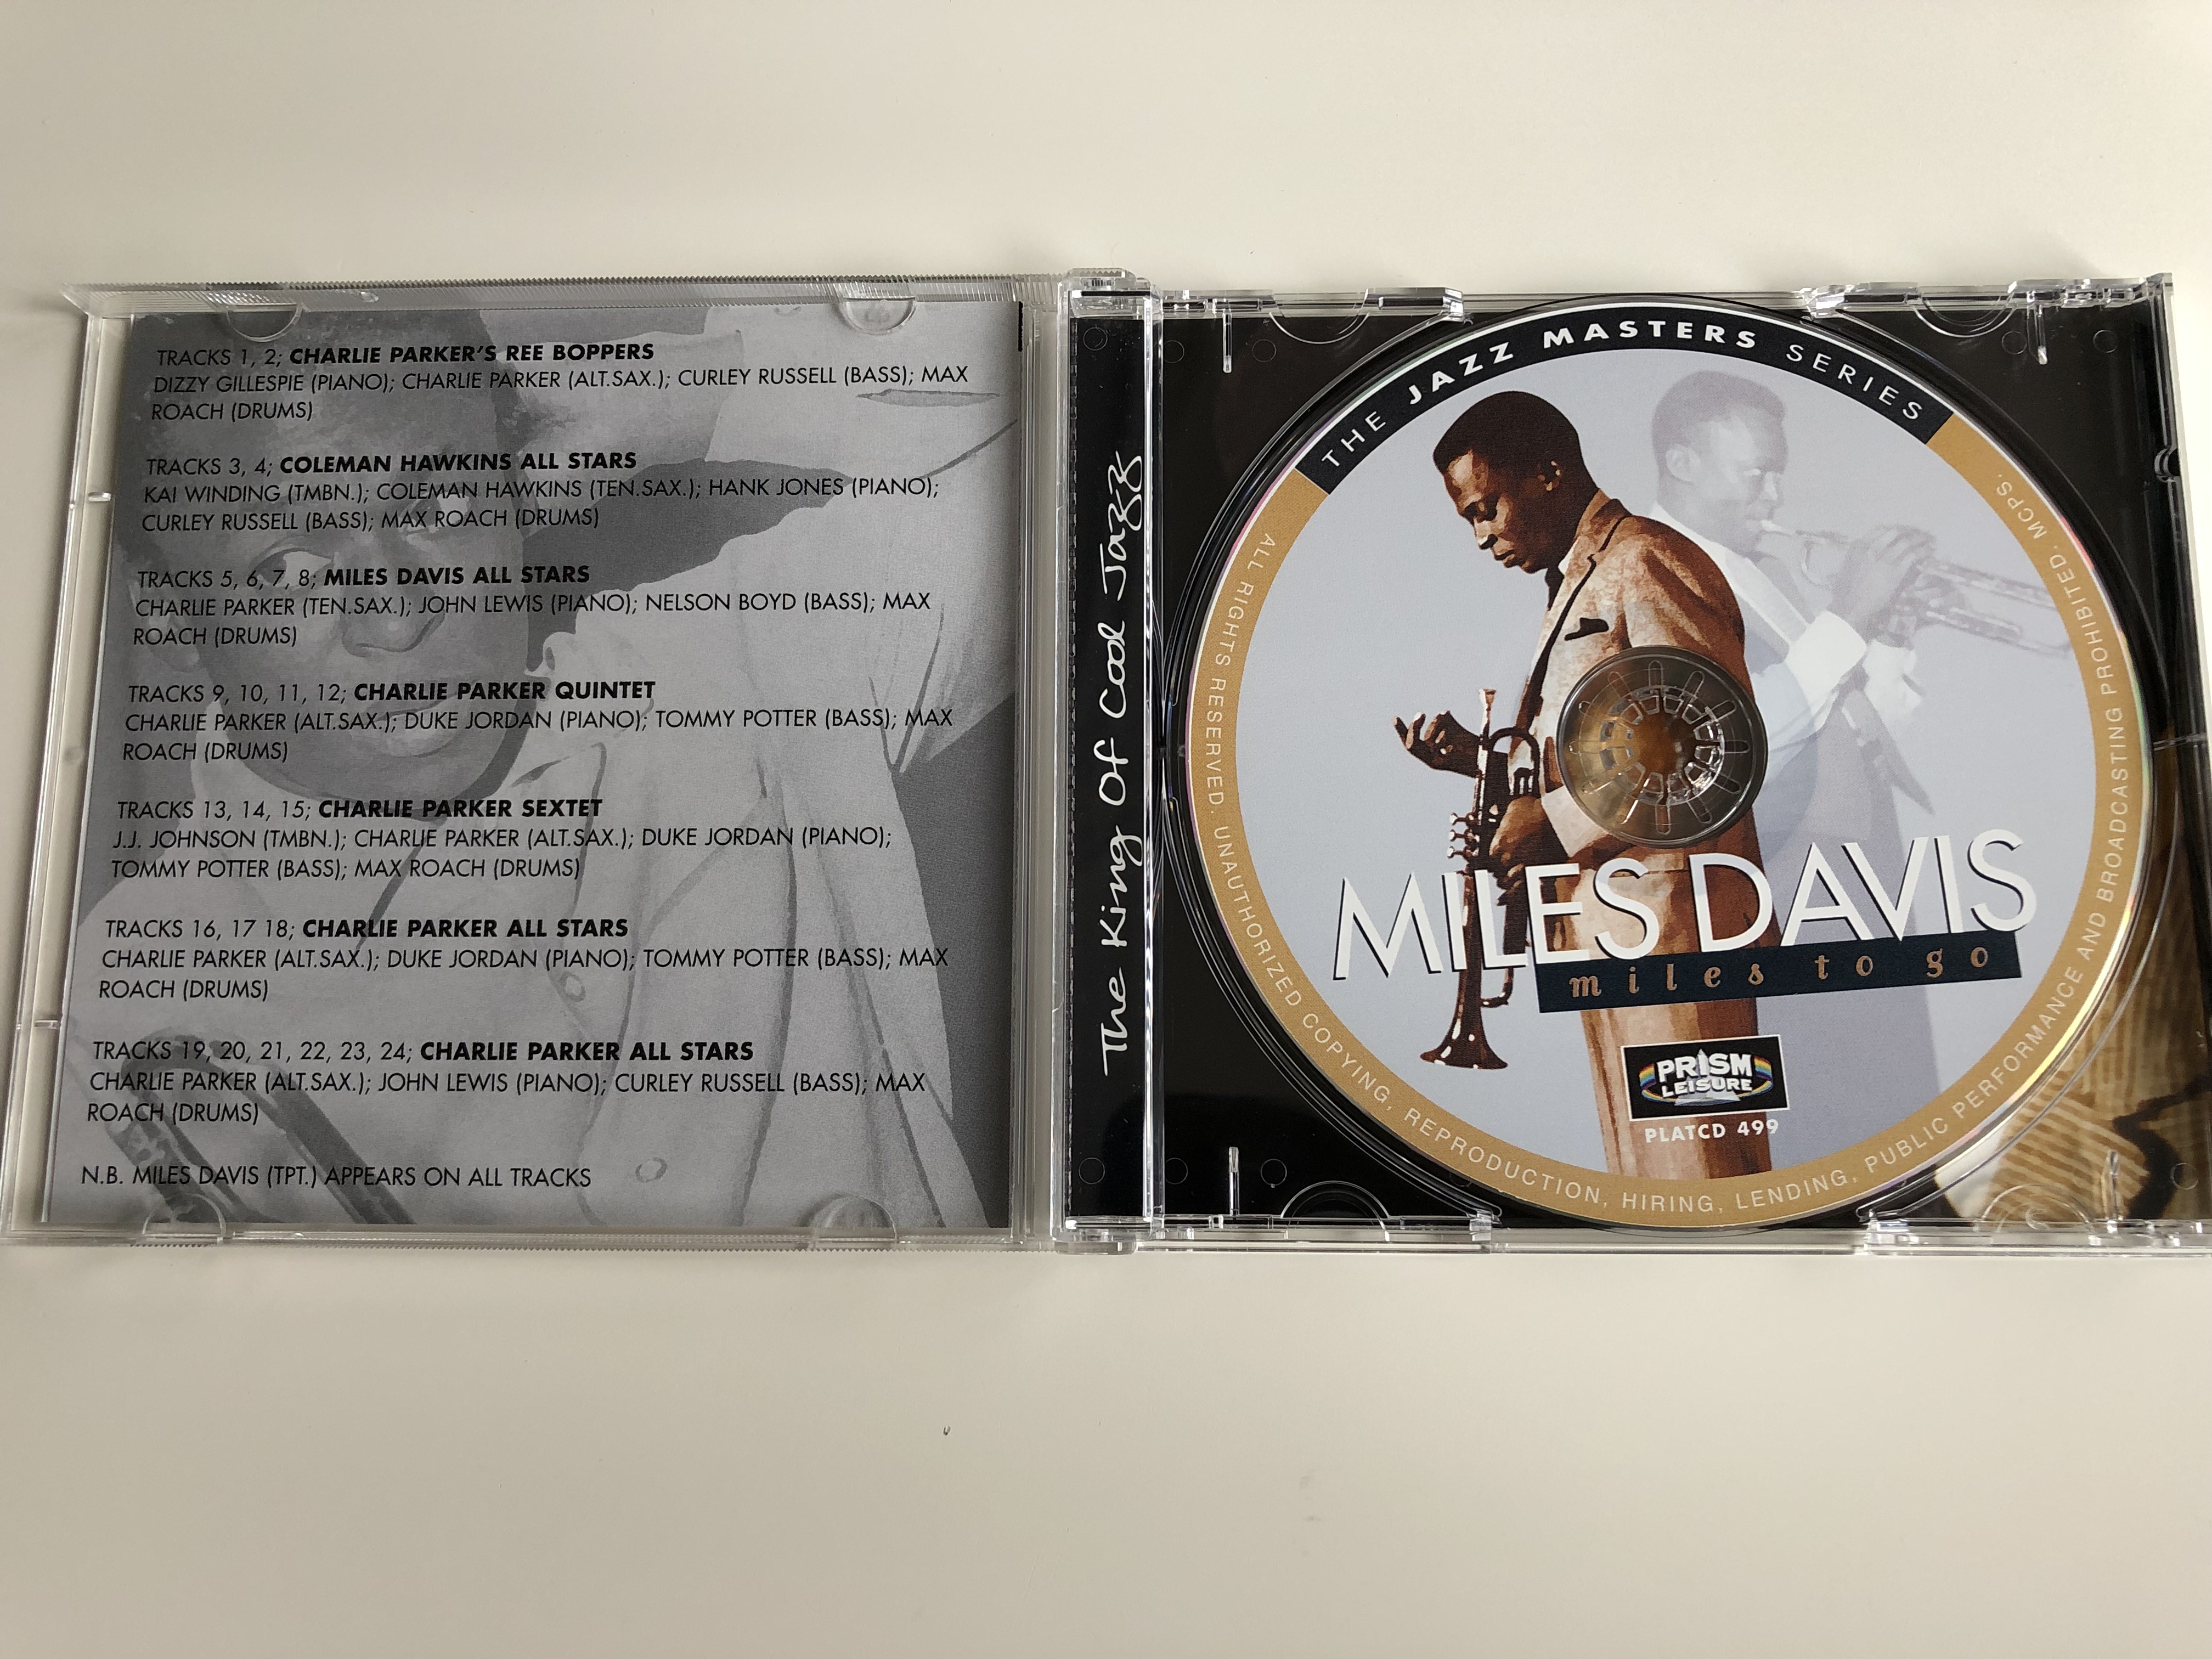 TRACKS 1, 2; CHARLIE PARKER'S REE BOPPERS
DIZZY GILLESPIE (PIANO); CHARLIE PARKER (ALT.SAX.); CURLEY RUSSELL (BASS); MAX
ROACH (DRUMS)
TRACKS 3, 4; COLEMAN HAWKINS ALL STARS
KAI WINDING (TMBN.); COLEMAN HAWKINS (TEN.SAX.); HANK JONES (PIANO);
CURLEY RUSSELL (BASS); MAX ROACH (DRUMS)
TRACKS 5, 6, 7, 8; MILES DAVIS ALL STARS
CHARLIE PARKER (TEN.SAX.); JOHN LEWIS (PIANO); NELSON BOYD (BASS); MAX
ROACH (DRUMS)
TRACKS 9, 10, 11, 12; CHARLIE PARKER QUINTET
CHARLIE PARKER (ALT.SAX.); DUKE JORDAN (PIANO); TOMMY POTTER (BASS); MAX
ROACH (DRUMS)
TRACKS 13, 14, 15; CHARLIE PARKER SEXTET
J.J. JOHNSON (TMBN.); CHARLIE PARKER (ALT.SAX.); DUKE JORDAN (PIANO);
TOMMY POTTER (BASS); MAX ROACH (DRUMS)
TRACKS 16, 17 18; CHARLIE PARKER ALL STARS
CHARLIE PARKER (ALT.SAX.); DUKE JORDAN (PIANO); TOMMY POTTER (BASS); MAX
ROACH (DRUMS)
TRACKS 19, 20, 21, 22, 23, 24; CHARLIE PARKER ALL STARS
CHARLIE PARKER (ALT.SAX.); JOHN LEWIS (PIANO); CURLEY RUSSELL (BASS); MAX
ROACH (DRUMS)
N.B. MILES DAVIS (TPT.) APPEARS ON ALL TRACKS
The King Of Cool Jazz
THE JAZZ MASTERS SERIES
MILES DAVIS
miles to go
PRISM
LEISURE
PLATCD 499
ALL RIGHTS RESERVED. UNAUTHORIZED COPYING, REPRODUCTION, HIRING, LENDING, PUBLIC PERFORMANCE AND BROADCASTING PROHIBITED. MCPS.